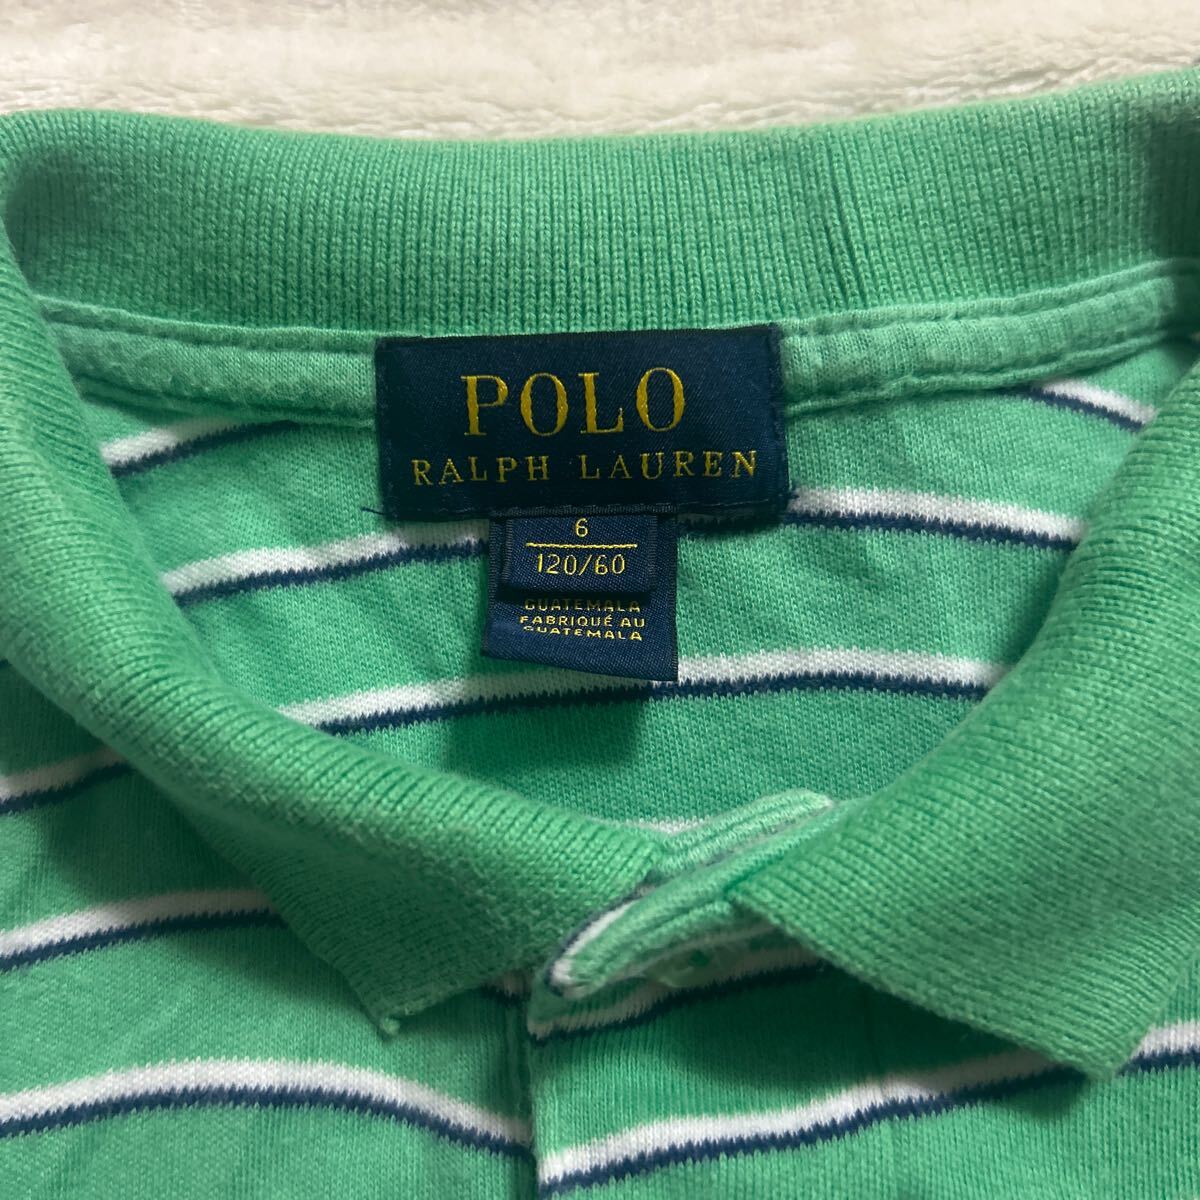 POLO
RALPH LAUREN
6
120/60
GUATEMALA
FABRIQUÉ AU
GUATEMALA